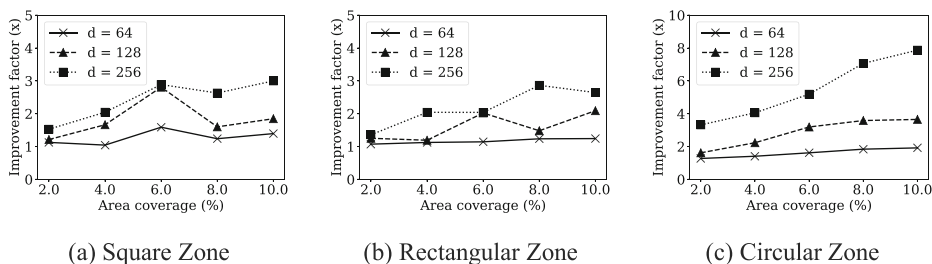 5
4
3
2
1
0
Improvement factor (x)
d = 64
d = 128
d = 256
2.0 4.0 6.0 8.0 10.0
Area coverage (%)
(a) Square Zone
5
4
3
2
1
0
Improvement factor (x)
d = 64
d = 128
d = 256
2.0 4.0 6.0 8.0 10.0
Area coverage (%)
(b) Rectangular Zone
10
8
6
4
2
0
Improvement factor (x)
d = 64
d = 128
d = 256
2.0 4.0 6.0 8.0 10.0
Area coverage (%)
(c) Circular Zone